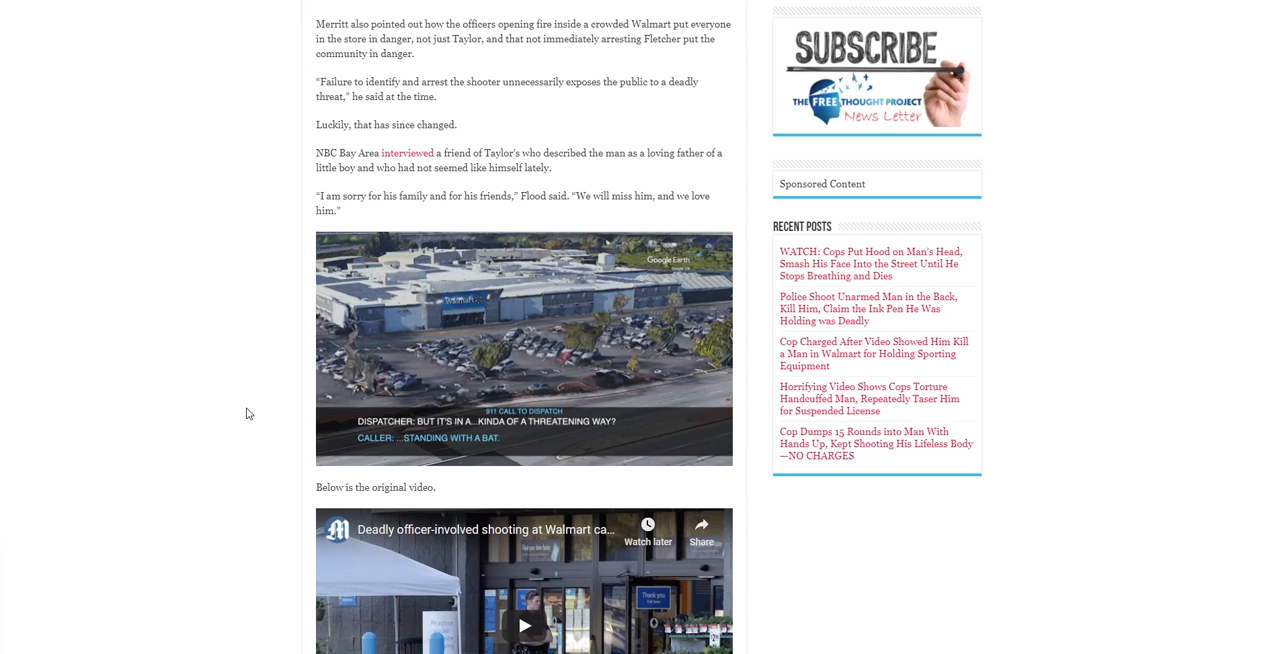 Merritt also pointed out how the officers opening fire inside a crowded Walmart put everyone
in the store in danger, not just Taylor, and that not immediately arresting Fletcher put the
community in danger.
“Failure to identify and arrest the shooter unnecessarily exposes the public to a deadly
threat,” he said at the time.
Luckily, that has since changed.
NBC Bay Area interviewed a friend of Taylor’s who described the man as a loving father of a
little boy and who had not seemed like himself lately.
“I am sorry for his family and for his friends,” Flood said. “We will miss him, and we love
him.”
Google Earth
Walmart
911 CALL TO DISPATCH
DISPATCHER: BUT IT'S IN A...KINDA OF A THREATENING WAY?
CALLER: ...STANDING WITH A BAT.
Below is the original video.
M
Deadly officer-involved shooting at Walmart ca...
Watch later
Share
Thank you
SUBSCRIBE
THE FREE THOUGHT PROJECT
News Letter
Sponsored Content
RECENT POSTS
WATCH: Cops Put Hood on Man’s Head,
Smash His Face Into the Street Until He
Stops Breathing and Dies
Police Shoot Unarmed Man in the Back,
Kill Him, Claim the Ink Pen He Was
Holding was Deadly
Cop Charged After Video Showed Him Kill
a Man in Walmart for Holding Sporting
Equipment
Horrifying Video Shows Cops Torture
Handcuffed Man, Repeatedly Taser Him
for Suspended License
Cop Dumps 15 Rounds into Man With
Hands Up, Kept Shooting His Lifeless Body
—NO CHARGES